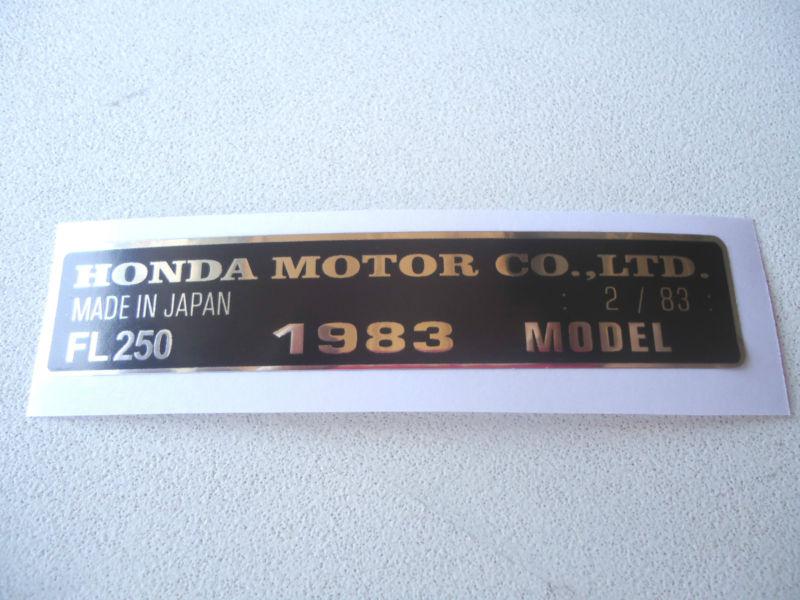 HONDA MOTOR CO.,LTD.
MADE IN JAPAN : 2 / 83 :
FL250 1983 MODEL